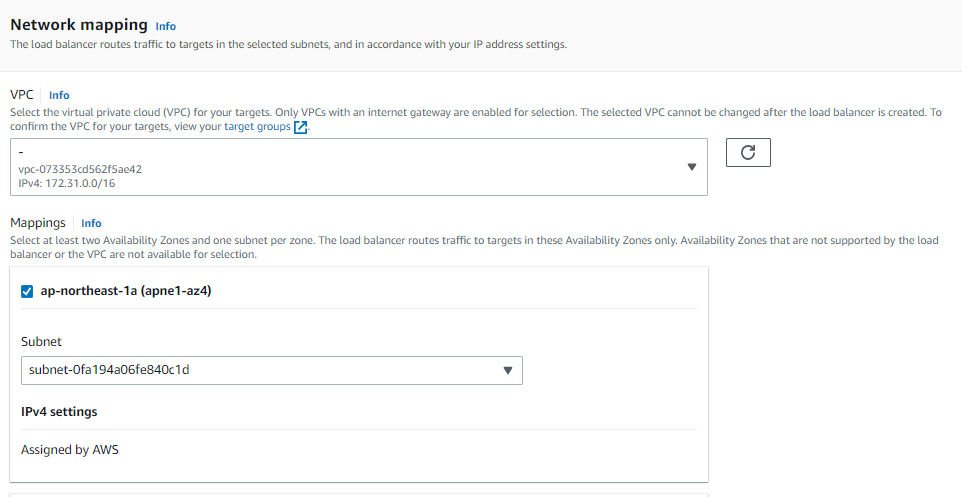 Network mapping Info
The load balancer routes traffic to targets in the selected subnets, and in accordance with your IP address settings.
VPC Info
Select the virtual private cloud (VPC) for your targets. Only VPCs with an internet gateway are enabled for selection. The selected VPC cannot be changed after the load balancer is created. To
confirm the VPC for your targets, view your target groups.
-
vpc-073353cd562f5ae42
IPv4: 172.31.0.0/16
Mappings Info
Select at least two Availability Zones and one subnet per zone. The load balancer routes traffic to targets in these Availability Zones only. Availability Zones that are not supported by the load
balancer or the VPC are not available for selection.
ap-northeast-1a (apne1-az4)
Subnet
subnet-0fa194a06fe840c1d
IPv4 settings
Assigned by AWS